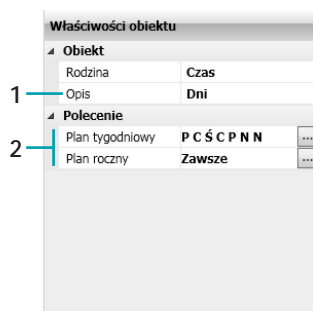 Właściwości obiektu
Obiekt
Rodzina Czas
1 Opis Dni
Polecenie
2 Plan tygodniowy P C Ś C P N N ...
Plan roczny Zawsze ...